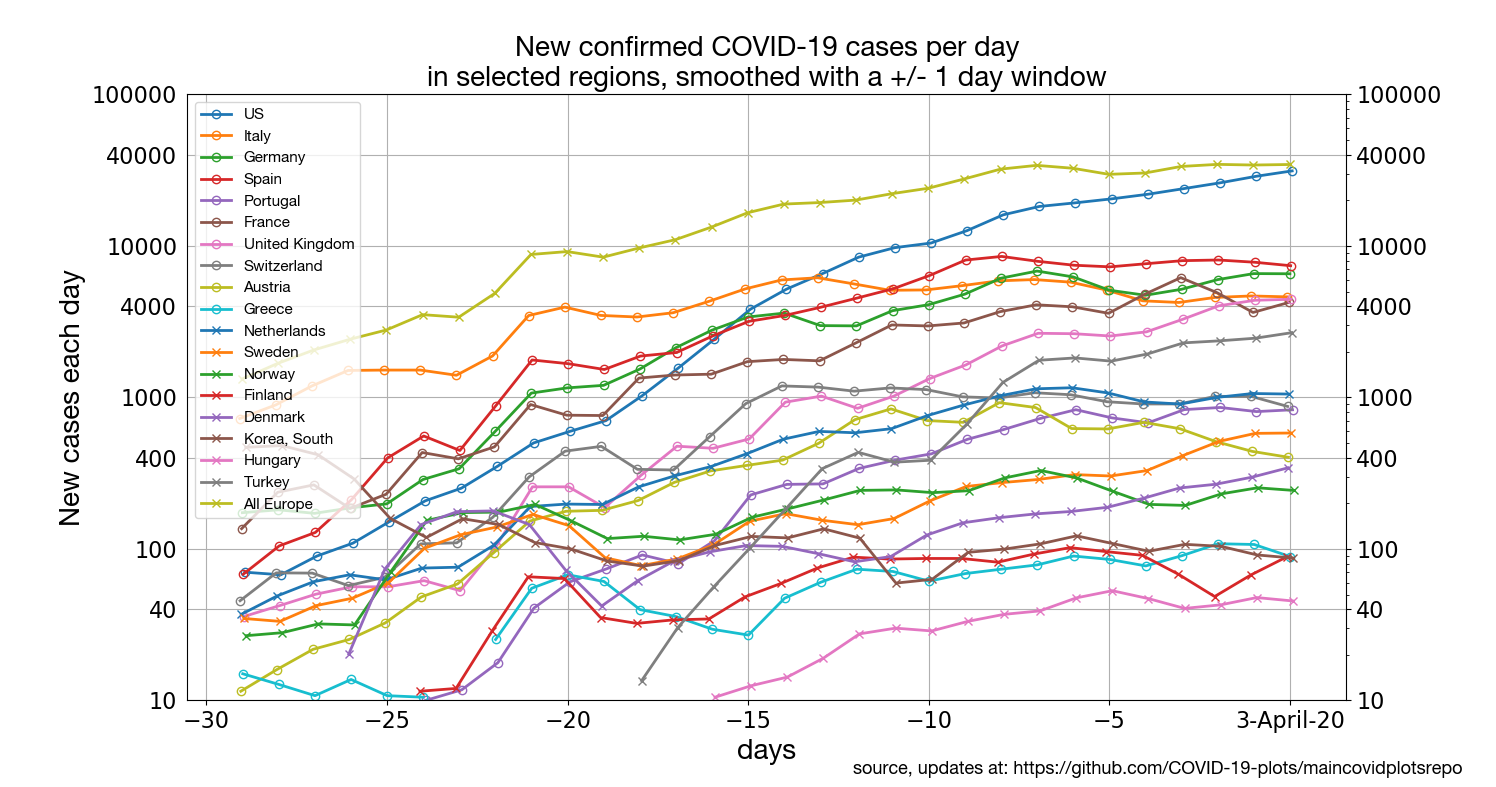 New confirmed COVID-19 cases per day
in selected regions, smoothed with a +/- 1 day window
100000
40000
10000
4000
1000
400
100
40
10
New cases each day
US
Italy
Germany
Spain
Portugal
France
United Kingdom
Switzerland
Austria
Greece
Netherlands
Sweden
Norway
Finland
Denmark
Korea, South
Hungary
Turkey
All Europe
100000
40000
10000
4000
1000
400
100
40
10
−30 −25 −20 −15 −10 −5 3-April-20
days
source, updates at: https://github.com/COVID-19-plots/maincovidplotsrepo